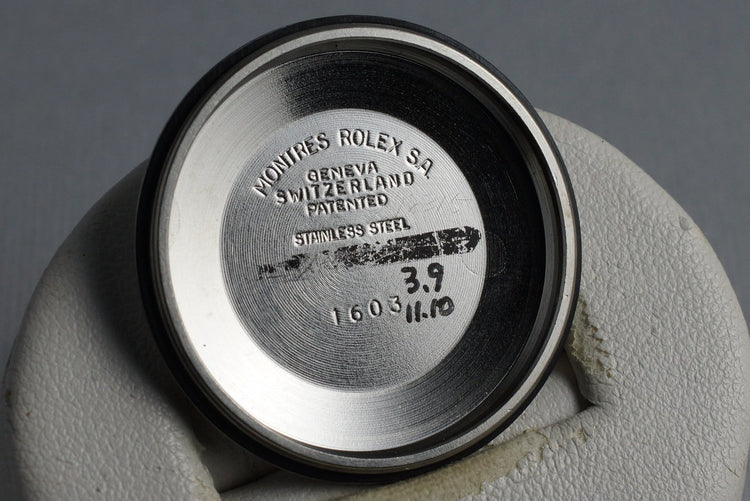 MONTRES ROLEX S.A.
GENEVA
SWITZERLAND
PATENTED
STAINLESS STEEL
3.9
1603
11.10